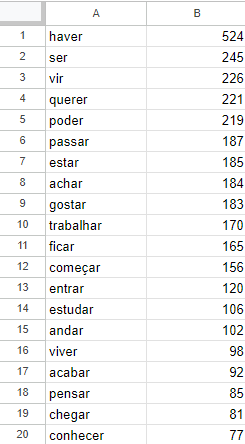 A B
1 haver 524
2 ser 245
3 vir 226
4 querer 221
5 poder 219
6 passar 187
7 estar 185
8 achar 184
9 gostar 183
10 trabalhar 170
11 ficar 165
12 começar 156
13 entrar 120
14 estudar 106
15 andar 102
16 viver 98
17 acabar 92
18 pensar 85
19 chegar 81
20 conhecer 77